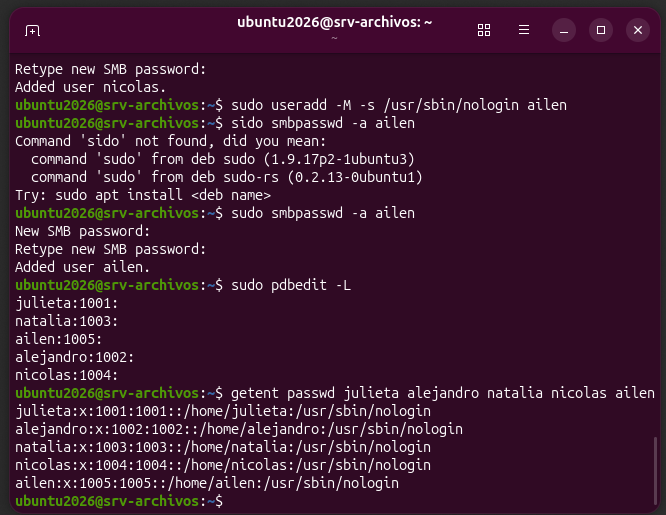 ubuntu2026@srv-archivos: ~
~
Retype new SMB password:
Added user nicolas.
ubuntu2026@srv-archivos:~$ sudo useradd -M -s /usr/sbin/nologin ailen
ubuntu2026@srv-archivos:~$ sido smbpasswd -a ailen
Command 'sido' not found, did you mean:
  command 'sudo' from deb sudo (1.9.17p2-1ubuntu3)
  command 'sudo' from deb sudo-rs (0.2.13-0ubuntu1)
Try: sudo apt install <deb name>
ubuntu2026@srv-archivos:~$ sudo smbpasswd -a ailen
New SMB password:
Retype new SMB password:
Added user ailen.
ubuntu2026@srv-archivos:~$ sudo pdbedit -L
julieta:1001:
natalia:1003:
ailen:1005:
alejandro:1002:
nicolas:1004:
ubuntu2026@srv-archivos:~$ getent passwd julieta alejandro natalia nicolas ailen
julieta:x:1001:1001::/home/julieta:/usr/sbin/nologin
alejandro:x:1002:1002::/home/alejandro:/usr/sbin/nologin
natalia:x:1003:1003::/home/natalia:/usr/sbin/nologin
nicolas:x:1004:1004::/home/nicolas:/usr/sbin/nologin
ailen:x:1005:1005::/home/ailen:/usr/sbin/nologin
ubuntu2026@srv-archivos:~$